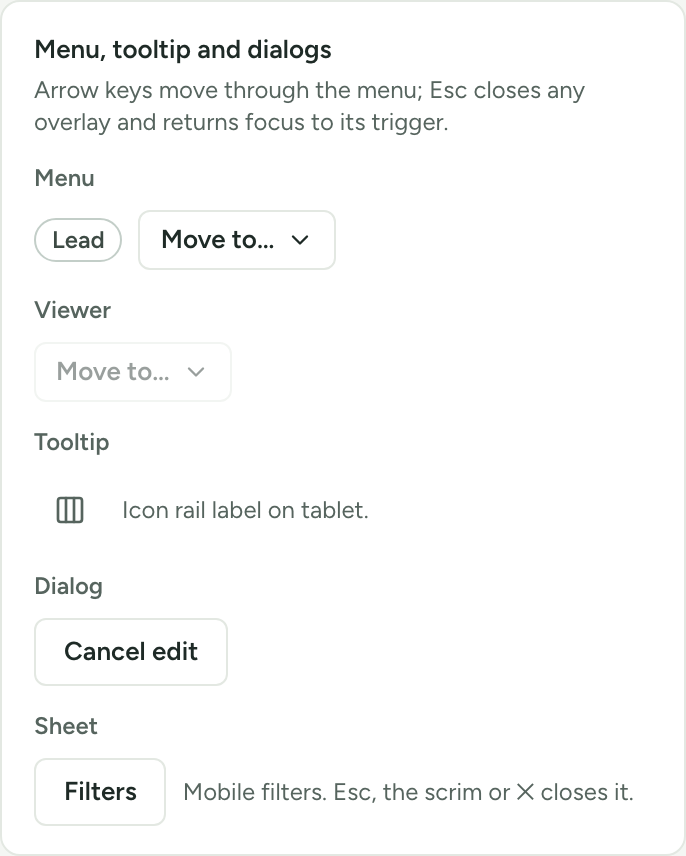 Menu, tooltip and dialogs
Arrow keys move through the menu; Esc closes any
overlay and returns focus to its trigger.
Menu
Lead Move to...
Viewer
Move to...
Tooltip
Icon rail label on tablet.
Dialog
Cancel edit
Sheet
Filters Mobile filters. Esc, the scrim or × closes it.